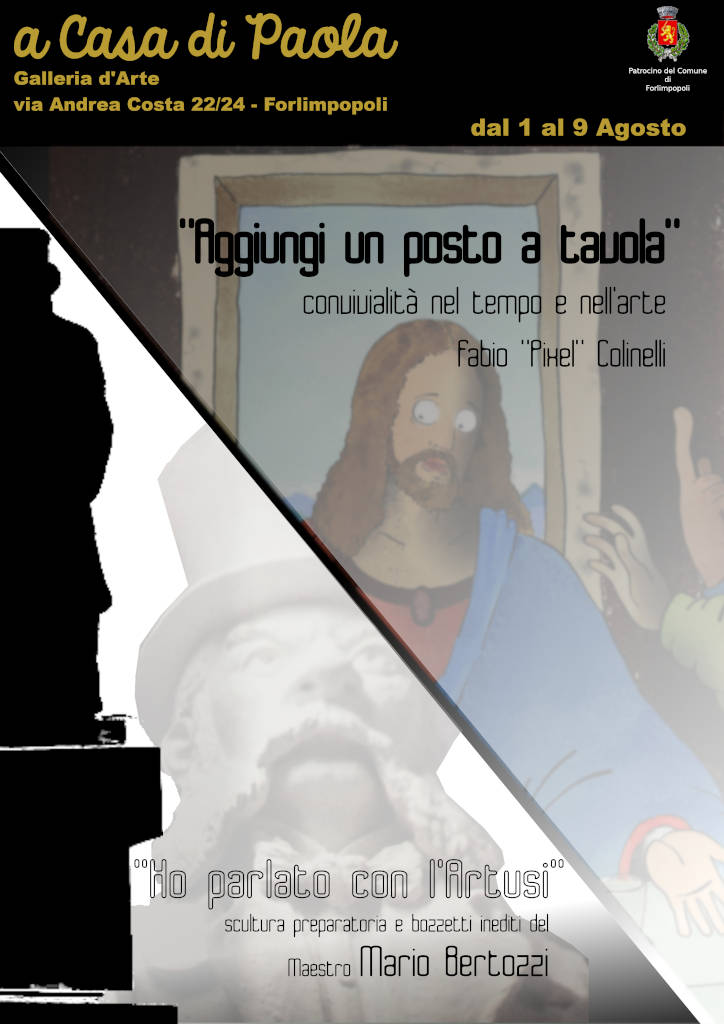 a Casa di Paola
Galleria d'Arte
via Andrea Costa 22/24 - Forlimpopoli
Patrocino del Comune
di
Forlimpopoli
dal 1 al 9 Agosto
"Aggiungi un posto a tavola"
convivialità nel tempo e nell'arte
Fabio "Pixel" Colinelli
"Ho parlato con l'Artusi"
scultura preparatoria e bozzetti inediti del
Maestro Mario Bertozzi